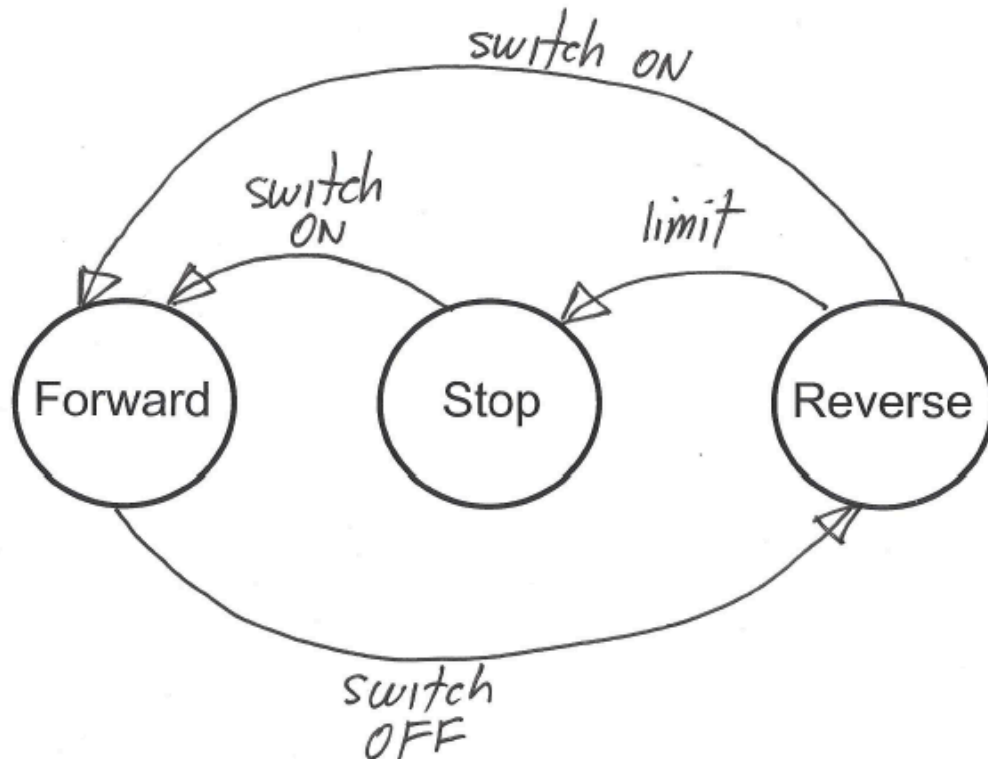 switch ON
switch
ON
limit
Forward
Stop
Reverse
switch
OFF